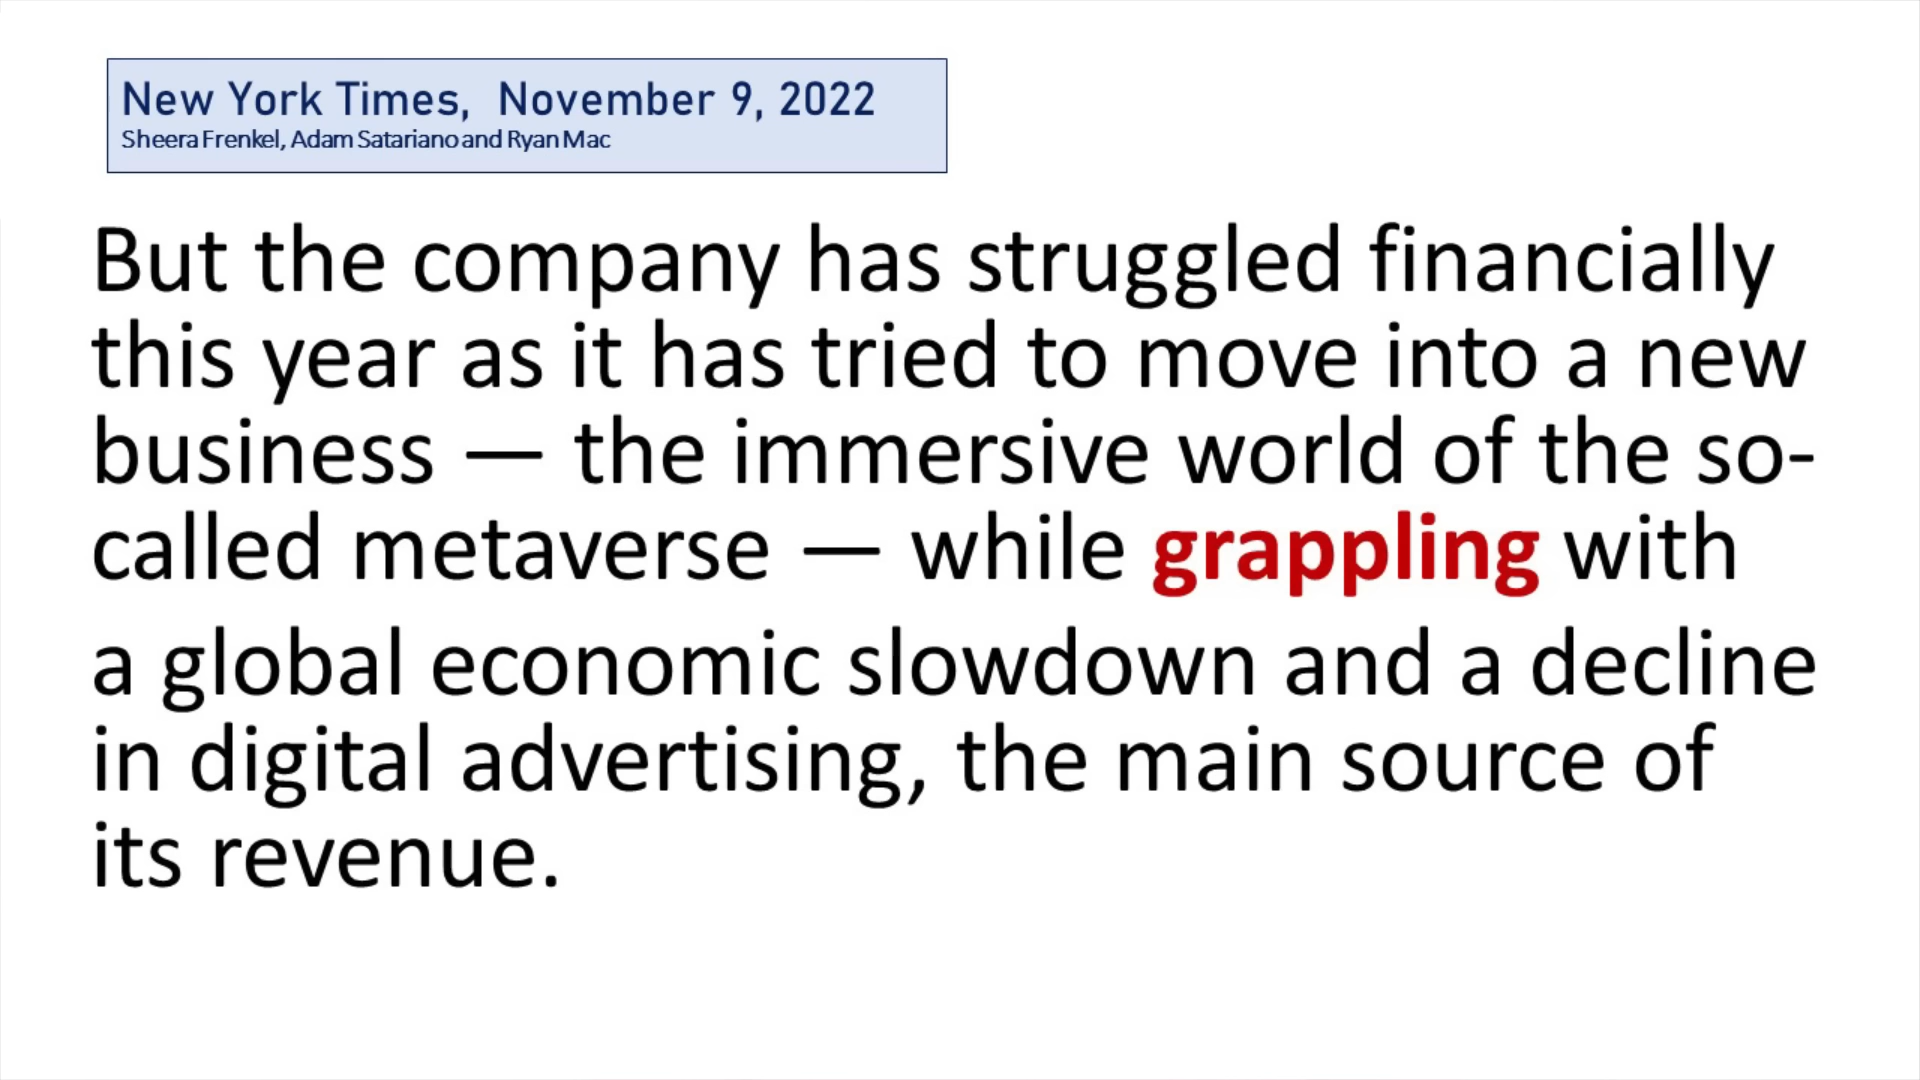 New York Times,  November 9, 2022
Sheera Frenkel, Adam Satariano and Ryan Mac
But the company has struggled financially
this year as it has tried to move into a new
business — the immersive world of the so-
called metaverse — while grappling with
a global economic slowdown and a decline
in digital advertising, the main source of
its revenue.